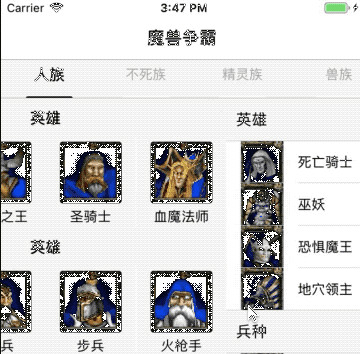 Carrier 3:47 PM
魔兽争霸
人族 不死族 精灵族 兽族
英雄 英雄
之王 圣骑士 血魔法师
死亡骑士
巫妖
恐惧魔王
地穴领主
英雄
兵种
兵 步兵 火枪手